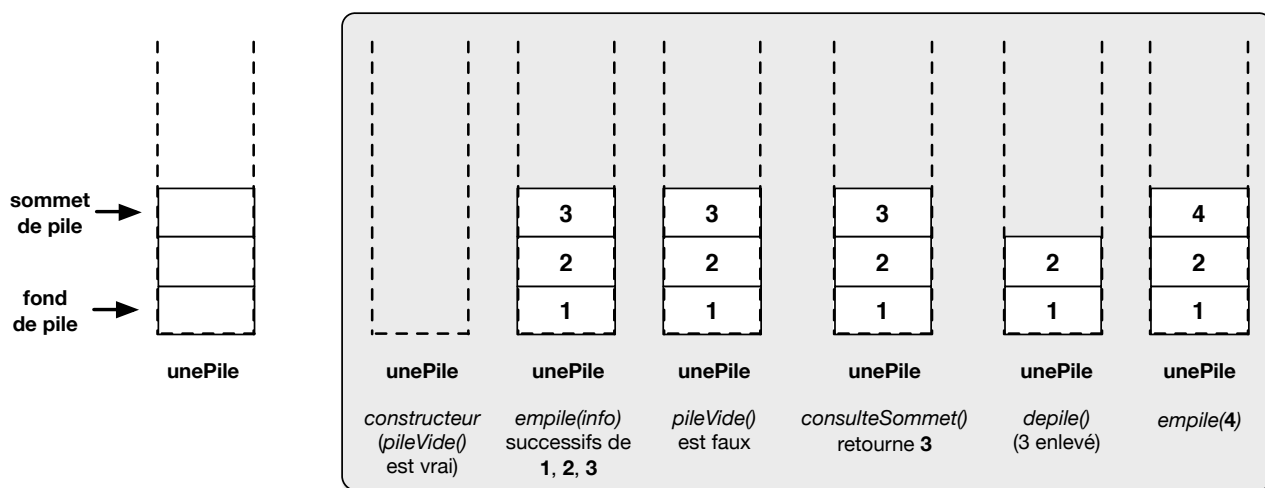 sommet
de pile
fond
de pile
unePile
3
2
1
unePile
unePile
3
2
1
unePile
3
2
1
unePile
2
1
unePile
4
2
1
unePile
unePile
constructeur
(pileVide()
est vrai)
empile(info)
successifs de
1, 2, 3
pileVide()
est faux
consulteSommet()
retourne 3
depile()
(3 enlevé)
empile(4)